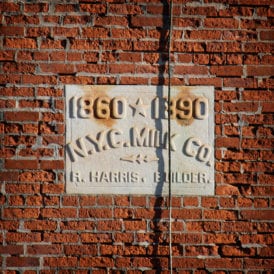 1860 ★ 1890
N.Y.C. MILK CO.
R. HARRIS. BUILDER.